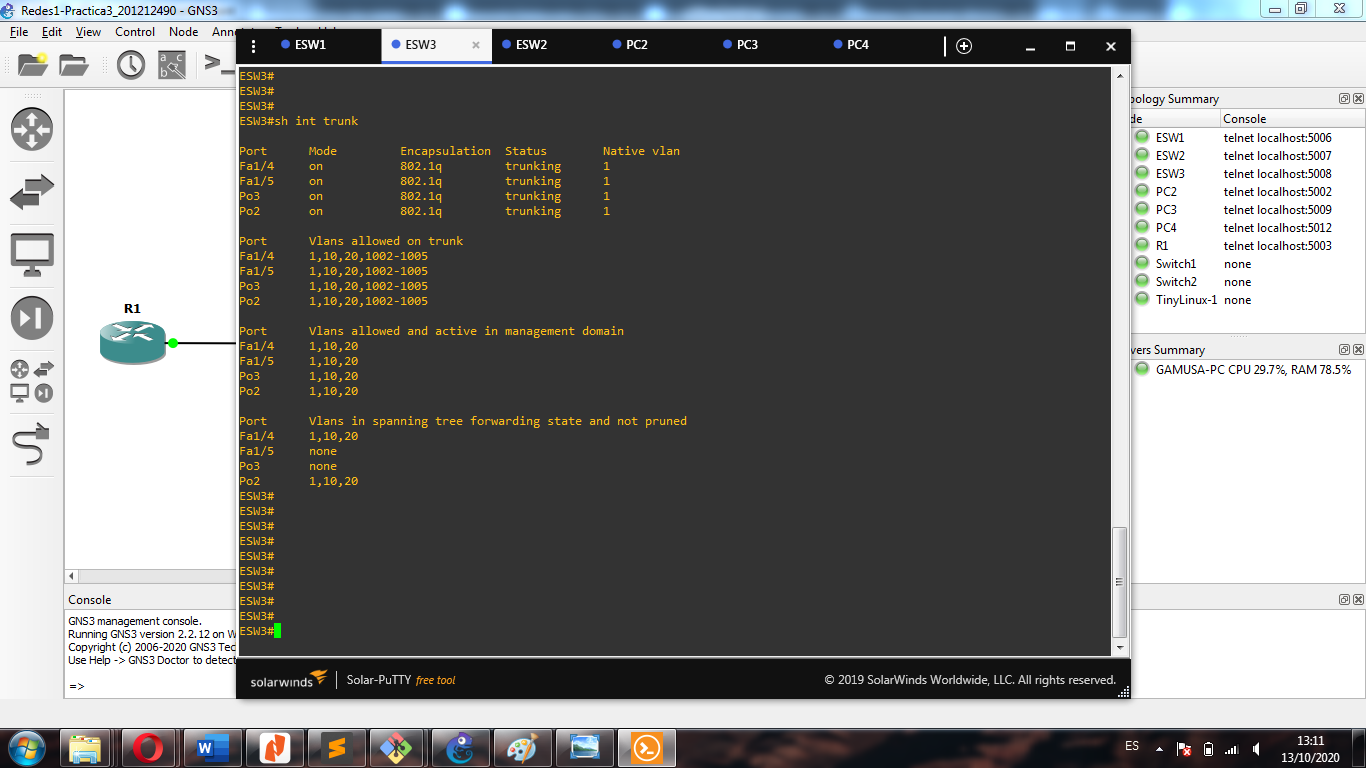 Redes1-Practica3_201212490 - GNS3
File Edit View Control Node Anno
ESW1 ESW3 ESW2 PC2 PC3 PC4
ESW3#
ESW3#
ESW3#
ESW3#sh int trunk
Port Mode Encapsulation Status Native vlan
Fa1/4 on 802.1q trunking 1
Fa1/5 on 802.1q trunking 1
Po3 on 802.1q trunking 1
Po2 on 802.1q trunking 1
Port Vlans allowed on trunk
Fa1/4 1,10,20,1002-1005
Fa1/5 1,10,20,1002-1005
Po3 1,10,20,1002-1005
Po2 1,10,20,1002-1005
Port Vlans allowed and active in management domain
Fa1/4 1,10,20
Fa1/5 1,10,20
Po3 1,10,20
Po2 1,10,20
Port Vlans in spanning tree forwarding state and not pruned
Fa1/4 1,10,20
Fa1/5 none
Po3 none
Po2 1,10,20
ESW3#
ESW3#
ESW3#
ESW3#
ESW3#
ESW3#
ESW3#
ESW3#
ESW3#
ESW3#
solarwinds Solar-PuTTY free tool © 2019 SolarWinds Worldwide, LLC. All rights reserved.
R1
pology Summary
de Console
ESW1 telnet localhost:5006
ESW2 telnet localhost:5007
ESW3 telnet localhost:5008
PC2 telnet localhost:5002
PC3 telnet localhost:5009
PC4 telnet localhost:5012
R1 telnet localhost:5003
Switch1 none
Switch2 none
TinyLinux-1 none
vers Summary
GAMUSA-PC CPU 29.7%, RAM 78.5%
Console
GNS3 management console.
Running GNS3 version 2.2.12 on W
Copyright (c) 2006-2020 GNS3 Tec
Use Help -> GNS3 Doctor to detect
=>
ES
13:11
13/10/2020